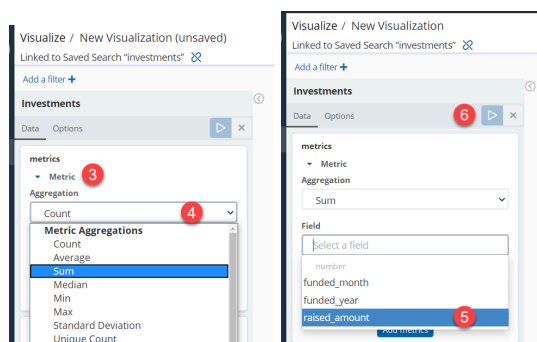 Visualize / New Visualization (unsaved)
Linked to Saved Search "investments"
Add a filter +
Investments
Data Options
metrics
Metric 3
Aggregation
Count 4
Metric Aggregations
Count
Average
Sum
Median
Min
Max
Standard Deviation
Unique Count
Visualize / New Visualization
Linked to Saved Search "investments"
Add a filter +
Investments
Data Options 6
metrics
Metric
Aggregation
Sum
Field
Select a field
number
funded_month
funded_year
raised_amount 5
Add metrics